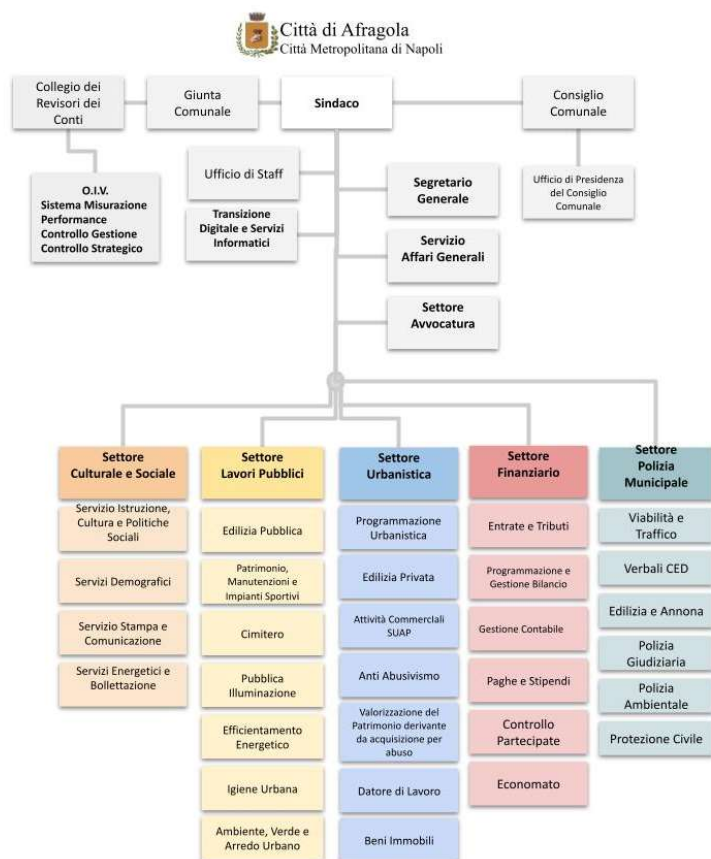 Città di Afragola
Città Metropolitana di Napoli
Collegio dei
Revisori dei
Conti
Giunta
Comunale
Sindaco
Consiglio
Comunale
O.I.V.
Sistema Misurazione
Performance
Controllo Gestione
Controllo Strategico
Ufficio di Staff
Transizione
Digitale e Servizi
Informatici
Segretario
Generale
Servizio
Affari Generali
Settore
Avvocatura
Ufficio di Presidenza
del Consiglio
Comunale
Settore
Culturale e Sociale
Servizio Istruzione,
Cultura e Politiche
Sociali
Servizi Demografici
Servizio Stampa e
Comunicazione
Servizi Energetici e
Bollettazione
Settore
Lavori Pubblici
Edilizia Pubblica
Patrimonio,
Manutenzioni e
Impianti Sportivi
Cimitero
Pubblica
Illuminazione
Efficientamento
Energetico
Igiene Urbana
Ambiente, Verde e
Arredo Urbano
Settore
Urbanistica
Programmazione
Urbanistica
Edilizia Privata
Attività Commerciali
SUAP
Anti Abusivismo
Valorizzazione del
Patrimonio derivante
da acquisizione per
abuso
Datore di Lavoro
Beni Immobili
Settore
Finanziario
Entrate e Tributi
Programmazione e
Gestione Bilancio
Gestione Contabile
Paghe e Stipendi
Controllo
Partecipate
Economato
Settore
Polizia
Municipale
Viabilità e
Traffico
Verbali CED
Edilizia e Annona
Polizia
Giudiziaria
Polizia
Ambientale
Protezione Civile